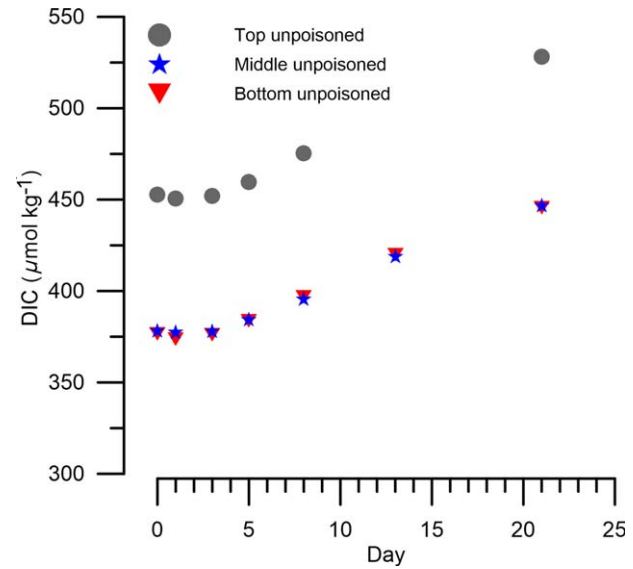 550
500
450
400
350
300
DIC (µmol kg⁻¹)
Top unpoisoned
Middle unpoisoned
Bottom unpoisoned
0 5 10 15 20 25
Day